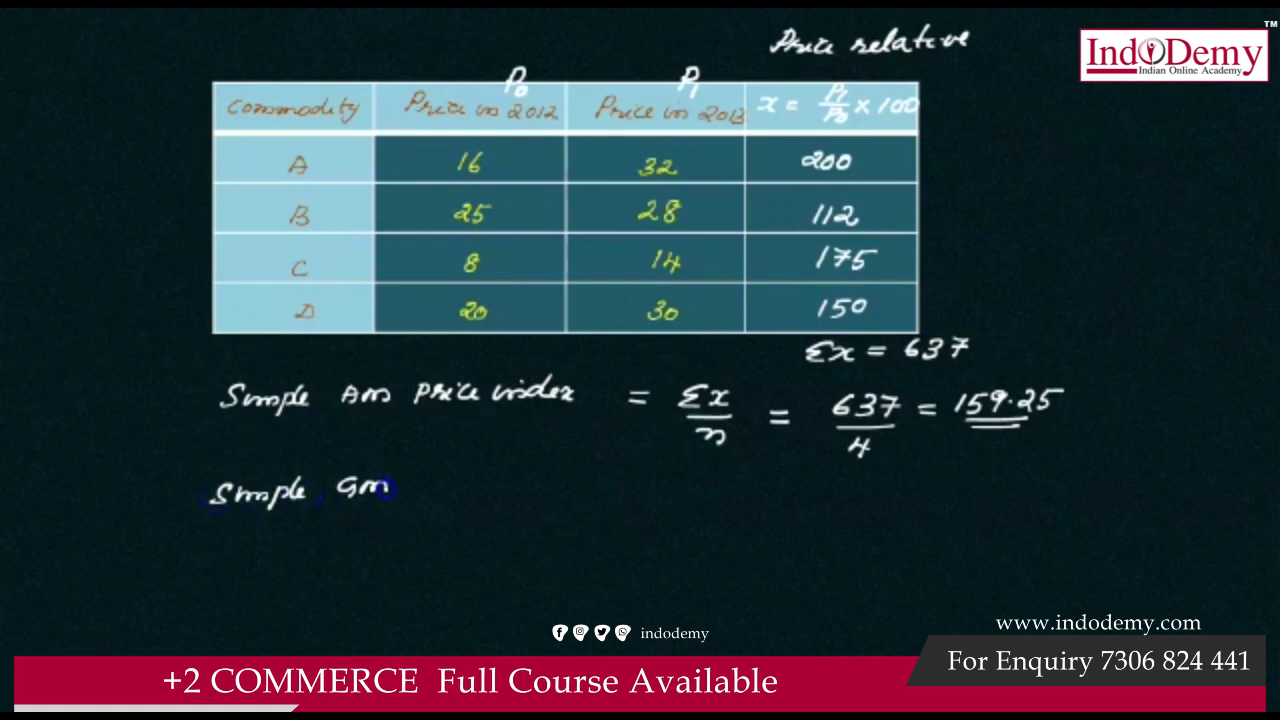 Price relative
TM
IndoDemy
Indian Online Academy
P0 P1
Commodity Price in 2012 Price in 2013 x = P1/P0 × 100
A 16 32 200
B 25 28 112
C 8 14 175
D 20 30 150
Σx = 637
Simple AM price index = Σx/n = 637/4 = 159.25
Simple GM
indodemy
www.indodemy.com
+2 COMMERCE Full Course Available
For Enquiry 7306 824 441